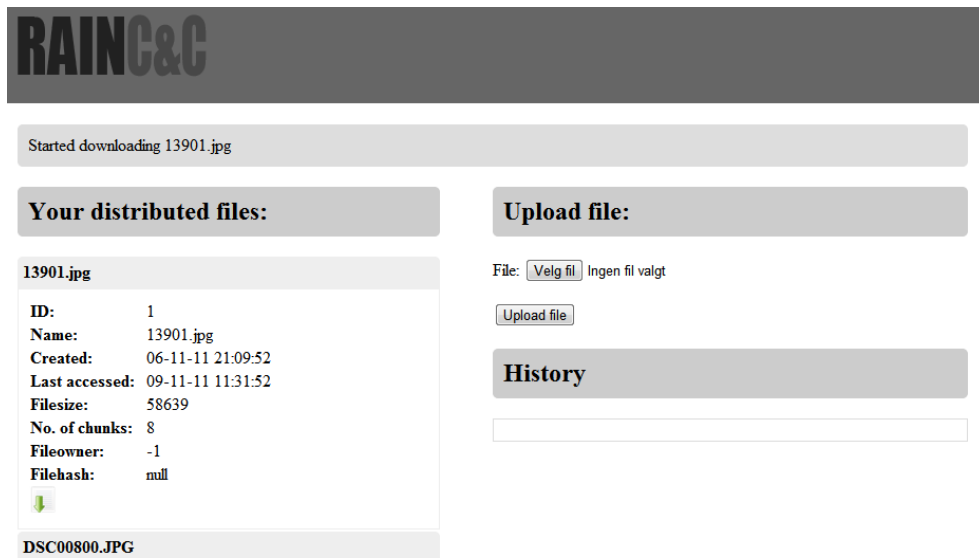 RAINC&C
Started downloading 13901.jpg
Your distributed files:
13901.jpg
ID: 1
Name: 13901.jpg
Created: 06-11-11 21:09:52
Last accessed: 09-11-11 11:31:52
Filesize: 58639
No. of chunks: 8
Fileowner: -1
Filehash: null
DSC00800.JPG
Upload file:
File: Velg fil Ingen fil valgt
Upload file
History